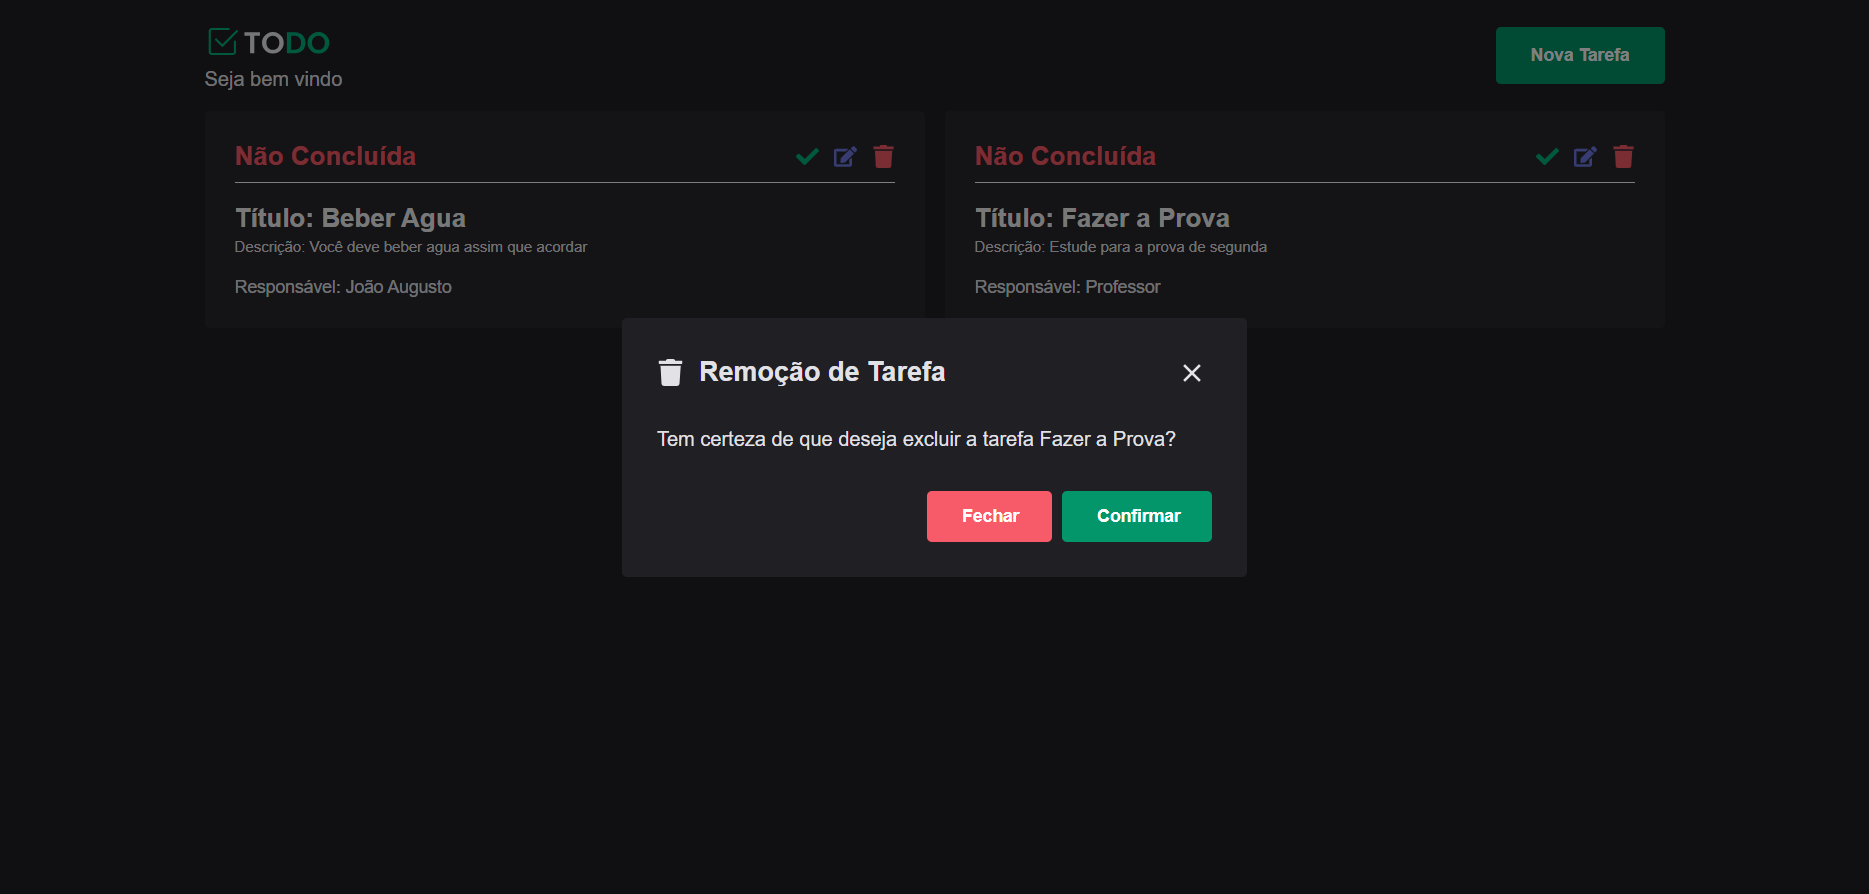 TODO
Seja bem vindo
Nova Tarefa
Não Concluída
Título: Beber Agua
Descrição: Você deve beber agua assim que acordar
Responsável: João Augusto
Não Concluída
Título: Fazer a Prova
Descrição: Estude para a prova de segunda
Responsável: Professor
Remoção de Tarefa
Tem certeza de que deseja excluir a tarefa Fazer a Prova?
Fechar
Confirmar